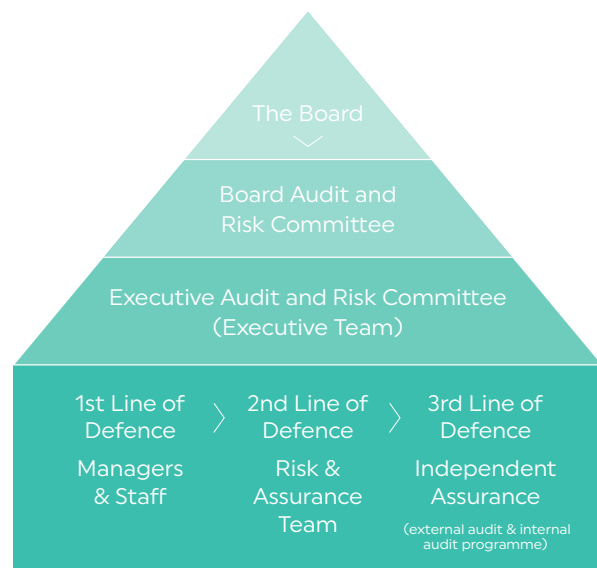 The Board
Board Audit and
Risk Committee
Executive Audit and Risk Committee
(Executive Team)
1st Line of
Defence
Managers
& Staff
2nd Line of
Defence
Risk &
Assurance
Team
3rd Line of
Defence
Independent
Assurance
(external audit & internal
audit programme)